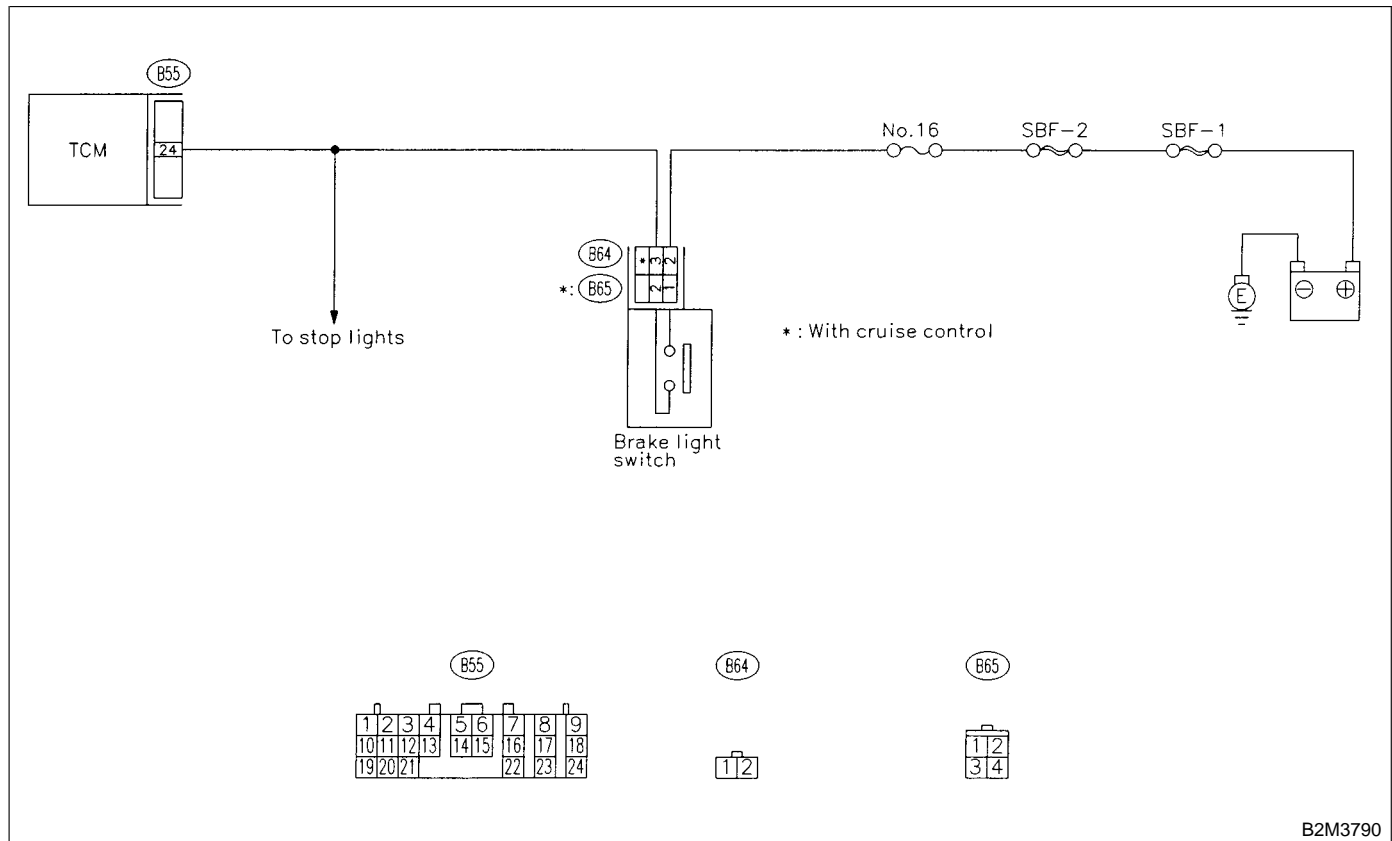 B55
TCM
24
No.16
SBF-2
SBF-1
B64
* 3 2
*: B65
2 1
E
⊖ ⊕
To stop lights
*: With cruise control
Brake light
switch
B55
B64
B65
1 2 3 4 5 6 7 8 9
10 11 12 13 14 15 16 17 18
19 20 21 22 23 24
1 2
1 2
3 4
B2M3790